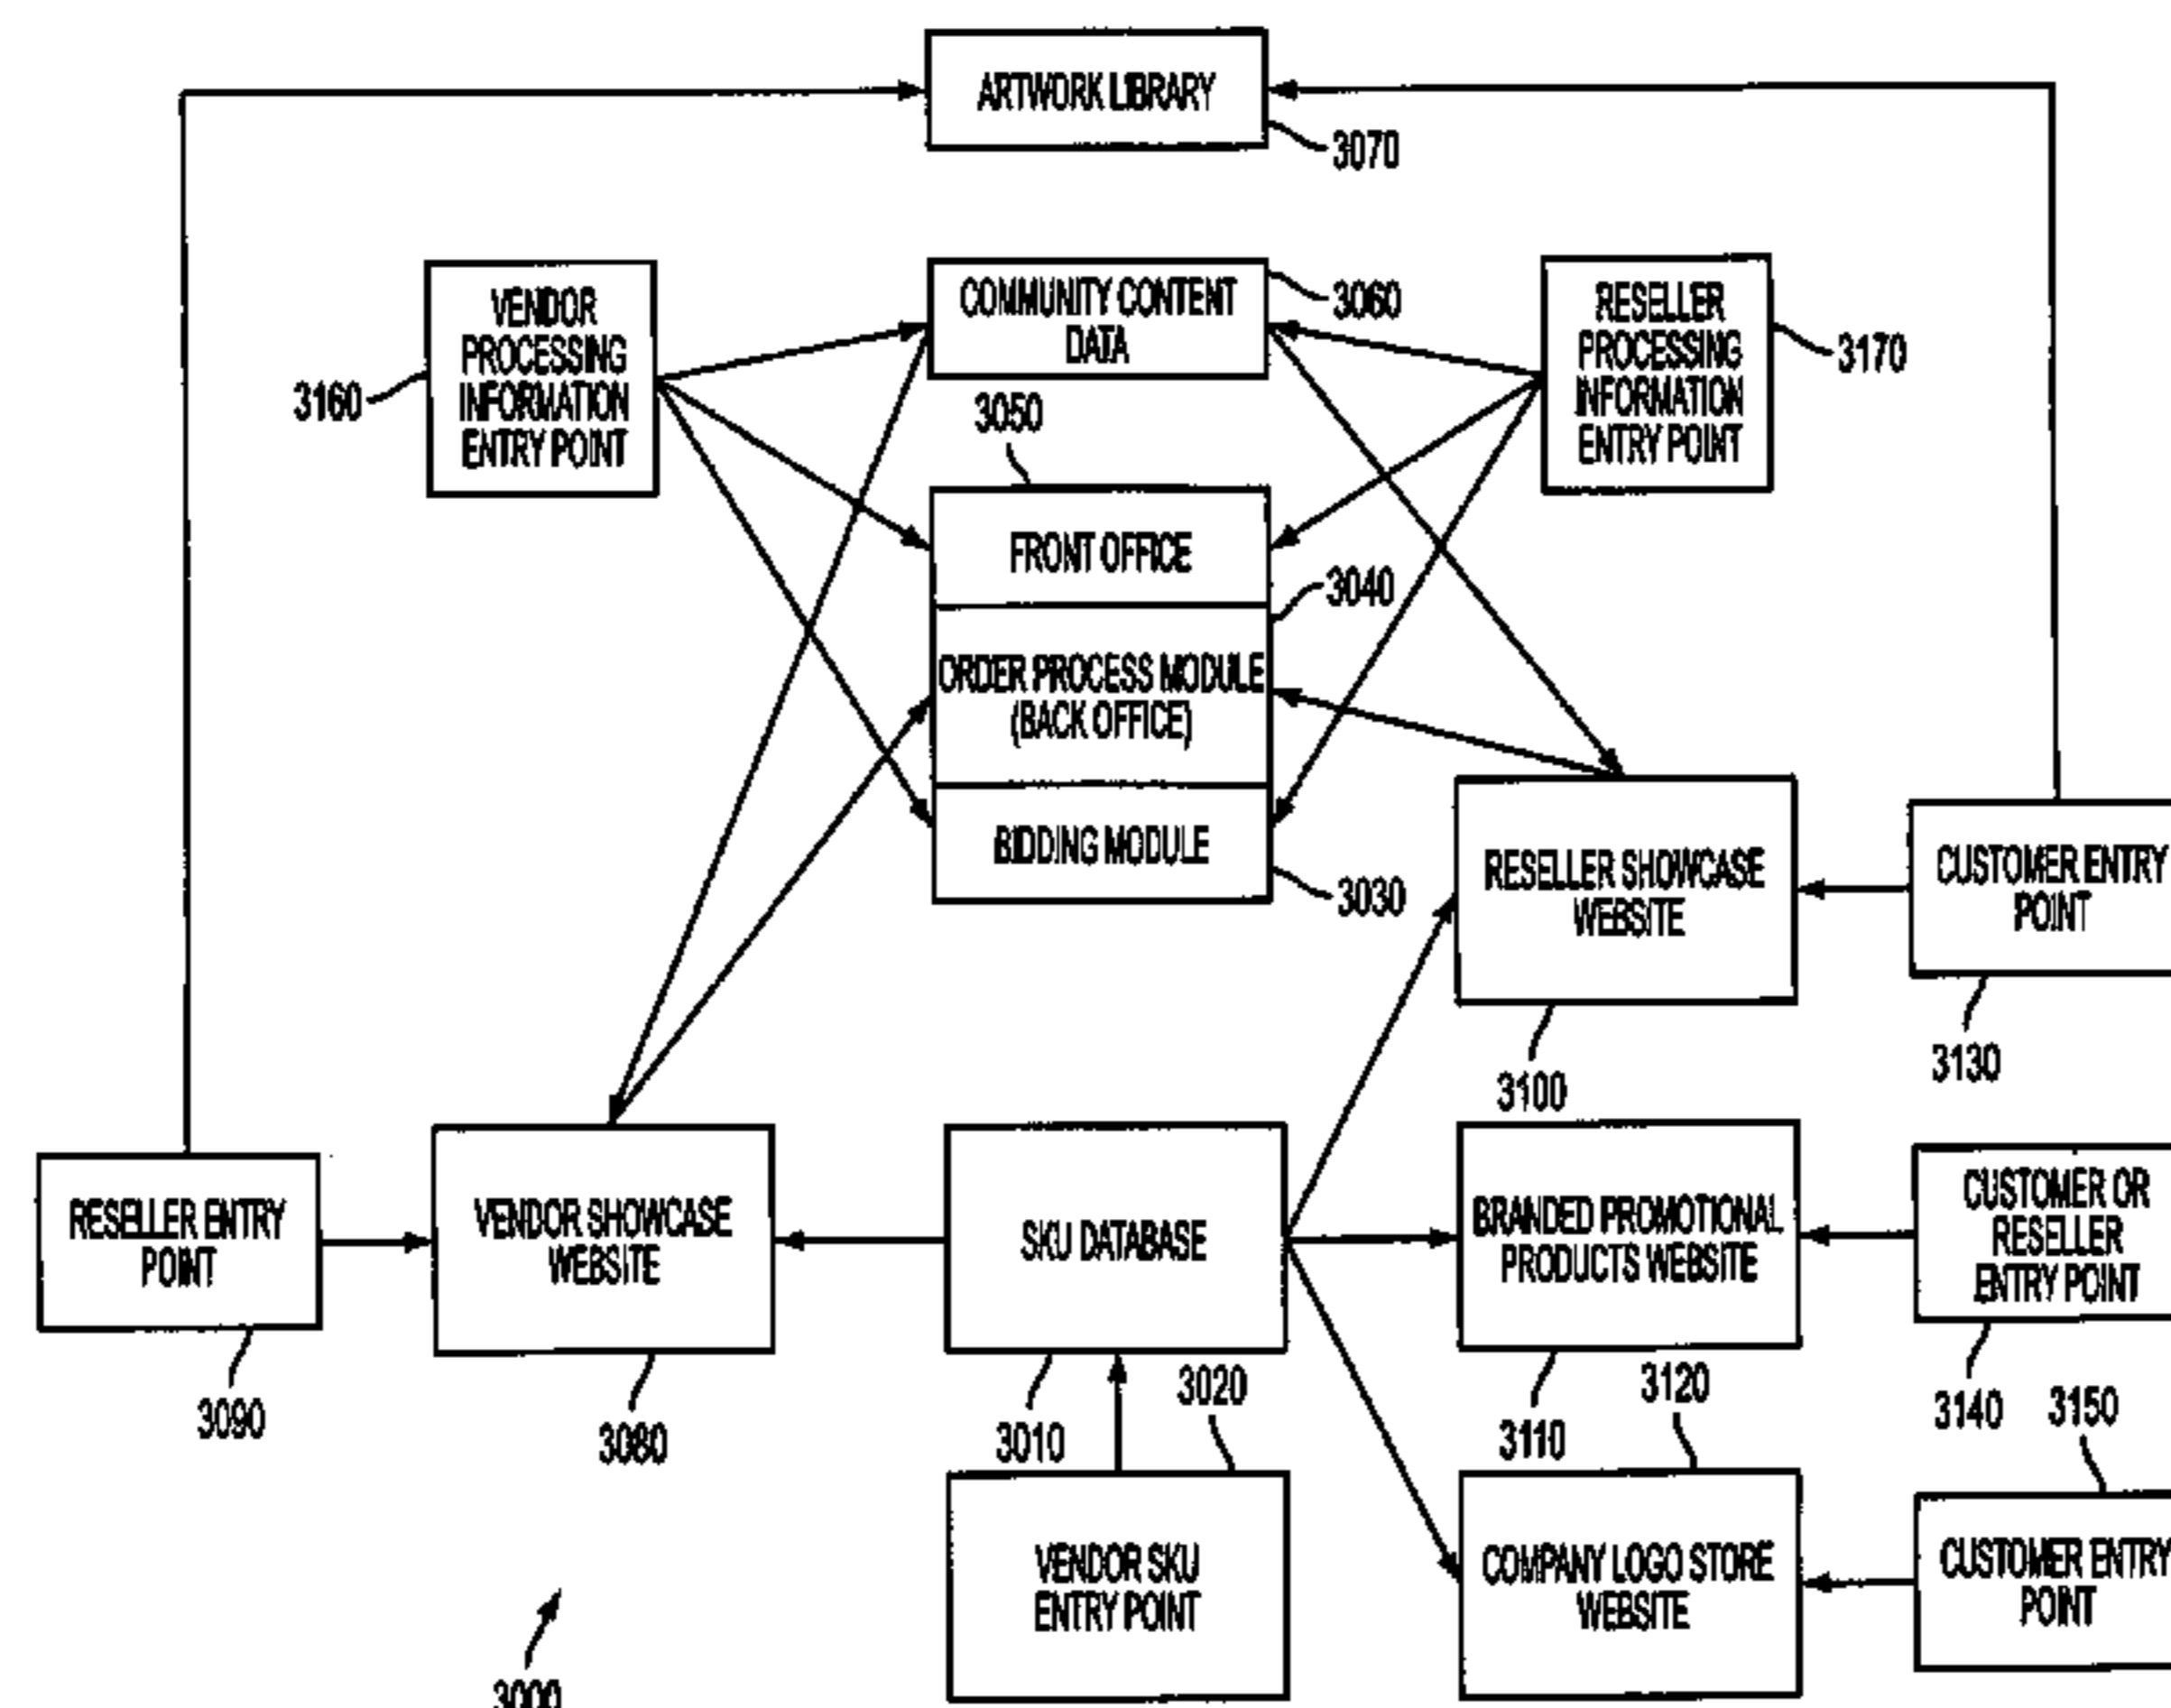 ARTWORK LIBRARY
3070
VENDOR
PROCESSING
INFORMATION
ENTRY POINT
3160
COMMUNITY CONTENT
DATA
3060
RESELLER
PROCESSING
INFORMATION
ENTRY POINT
3170
3050
FRONT OFFICE
3040
ORDER PROCESS MODULE
(BACK OFFICE)
BIDDING MODULE
3030
RESELLER SHOWCASE
WEBSITE
3100
CUSTOMER ENTRY
POINT
3130
RESELLER ENTRY
POINT
3090
VENDOR SHOWCASE
WEBSITE
3080
SKU DATABASE
3010
3020
BRANDED PROMOTIONAL
PRODUCTS WEBSITE
3110
3120
CUSTOMER OR
RESELLER
ENTRY POINT
3140
3150
VENDOR SKU
ENTRY POINT
COMPANY LOGO STORE
WEBSITE
CUSTOMER ENTRY
POINT
3000